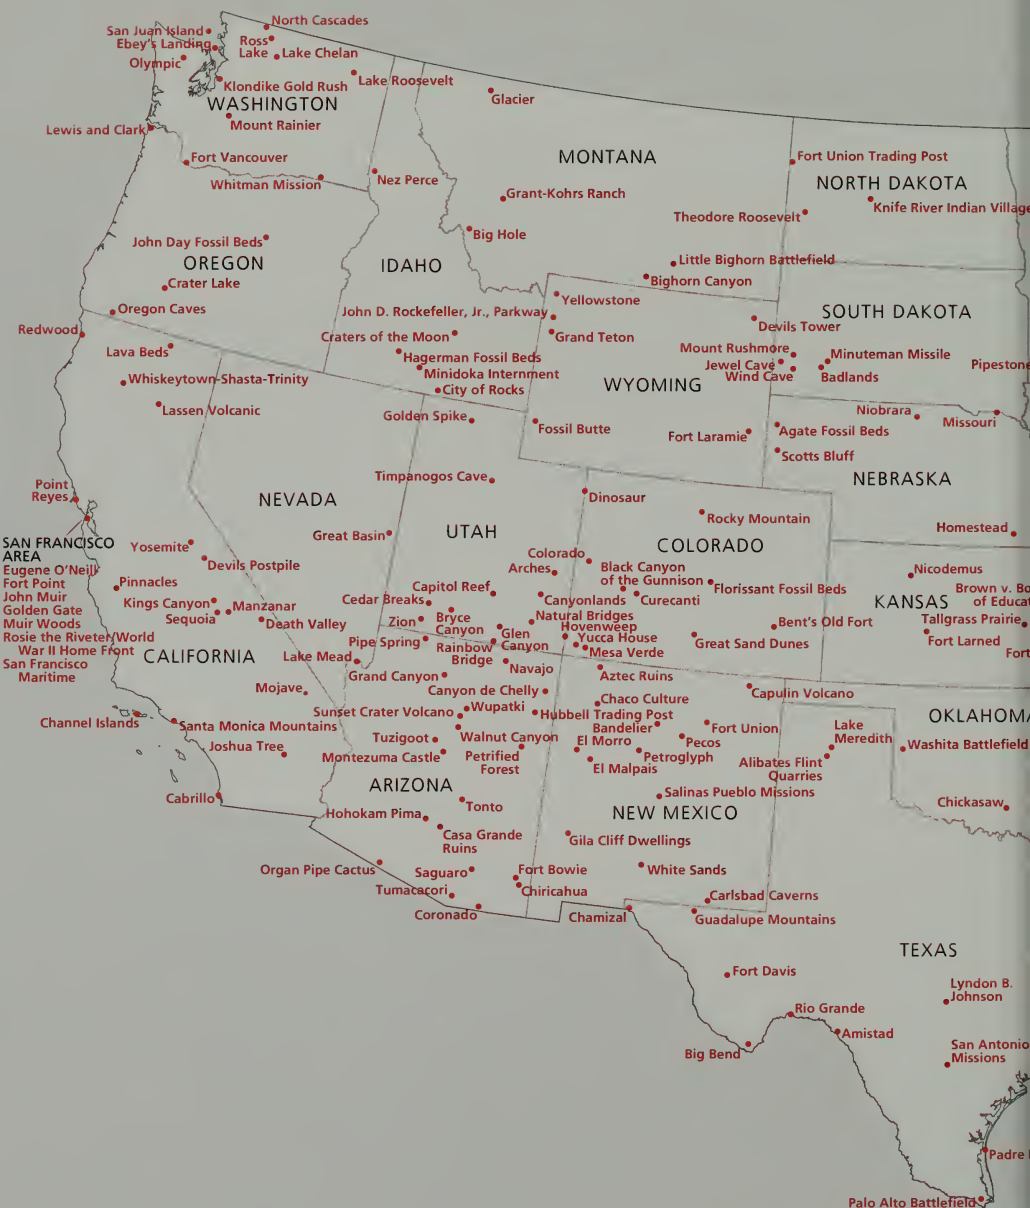 North Cascades
San Juan Island
Ebey's Landing
Ross
Lake
Lake Chelan
Olympic
Lake Roosevelt
Klondike Gold Rush
WASHINGTON
Mount Rainier
Lewis and Clark
Fort Vancouver
Whitman Mission
Nez Perce
Glacier
MONTANA
Fort Union Trading Post
NORTH DAKOTA
Grant-Kohrs Ranch
Knife River Indian Village
Theodore Roosevelt
Big Hole
John Day Fossil Beds
OREGON
IDAHO
Little Bighorn Battlefield
Bighorn Canyon
Crater Lake
Yellowstone
Oregon Caves
John D. Rockefeller, Jr., Parkway
SOUTH DAKOTA
Redwood
Craters of the Moon
Grand Teton
Devils Tower
Lava Beds
Hagerman Fossil Beds
Mount Rushmore
Minuteman Missile
Jewel Cave
Pipestone
Minidoka Internment
Wind Cave
Badlands
Whiskeytown-Shasta-Trinity
City of Rocks
WYOMING
Lassen Volcanic
Golden Spike
Niobrara
Missouri
Fossil Butte
Fort Laramie
Agate Fossil Beds
Scotts Bluff
Timpanogos Cave
NEBRASKA
Point
Reyes
NEVADA
Dinosaur
Rocky Mountain
Homestead
SAN FRANCISCO
AREA
Eugene O'Neill
Fort Point
John Muir
Golden Gate
Muir Woods
Rosie the Riveter/World
War II Home Front
San Francisco
Maritime
Great Basin
UTAH
COLORADO
Yosemite
Devils Postpile
Colorado
Arches
Black Canyon
of the Gunnison
Florissant Fossil Beds
Nicodemus
Pinnacles
Kings Canyon
Sequoia
Manzanar
Death Valley
Capitol Reef
Cedar Breaks
Canyonlands
Curecanti
KANSAS
Brown v. Bo
of Educat
Tallgrass Prairie
Zion
Bryce
Canyon
Natural Bridges
Hovenweep
Bent's Old Fort
Fort Larned
Fort
Pipe Spring
Glen
Canyon
Yucca House
Great Sand Dunes
Rainbow
Bridge
Mesa Verde
CALIFORNIA
Lake Mead
Navajo
Grand Canyon
Aztec Ruins
Mojave
Canyon de Chelly
Capulin Volcano
Wupatki
Chaco Culture
Sunset Crater Volcano
Hubbell Trading Post
OKLAHOMA
Channel Islands
Santa Monica Mountains
Bandelier
Fort Union
Lake
Meredith
Tuzigoot
Walnut Canyon
El Morro
Pecos
Washita Battlefield
Joshua Tree
Montezuma Castle
Petrified
Forest
Petroglyph
El Malpais
Alibates Flint
Quarries
ARIZONA
Salinas Pueblo Missions
Cabrillo
Tonto
Chickasaw
Hohokam Pima
NEW MEXICO
Casa Grande
Ruins
Gila Cliff Dwellings
Organ Pipe Cactus
Saguaro
Fort Bowie
White Sands
Tumacacori
Chiricahua
Carlsbad Caverns
Coronado
Chamizal
Guadalupe Mountains
TEXAS
Fort Davis
Lyndon B.
Johnson
Rio Grande
Amistad
Big Bend
San Antonio
Missions
Padre
Palo Alto Battlefield